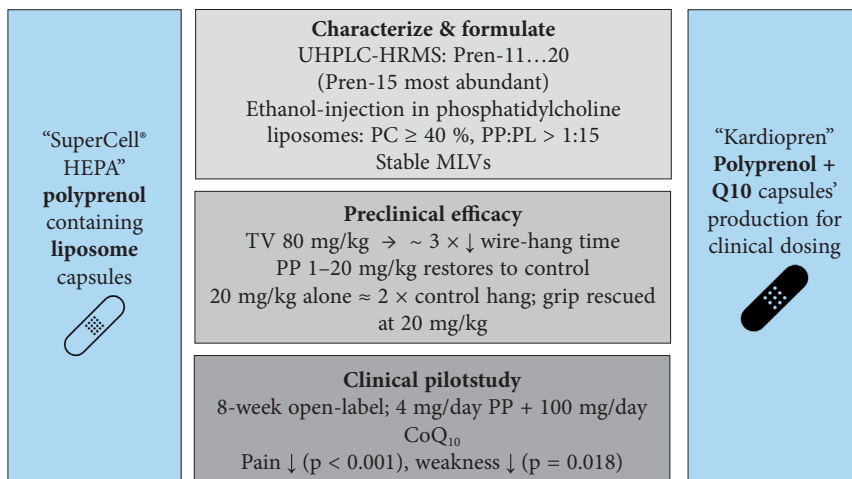 “SuperCell®
HEPA”
polyprenol
containing
liposome
capsules
Characterize & formulate
UHPLC-HRMS: Pren-11…20
(Pren-15 most abundant)
Ethanol-injection in phosphatidylcholine
liposomes: PC ≥ 40 %, PP:PL > 1:15
Stable MLVs
Preclinical efficacy
TV 80 mg/kg → ~ 3 × ↓ wire-hang time
PP 1–20 mg/kg restores to control
20 mg/kg alone ≈ 2 × control hang; grip rescued
at 20 mg/kg
Clinical pilotstudy
8-week open-label; 4 mg/day PP + 100 mg/day
CoQ₁₀
Pain ↓ (p < 0.001), weakness ↓ (p = 0.018)
“Kardiopren”
Polyprenol +
Q10 capsules’
production for
clinical dosing